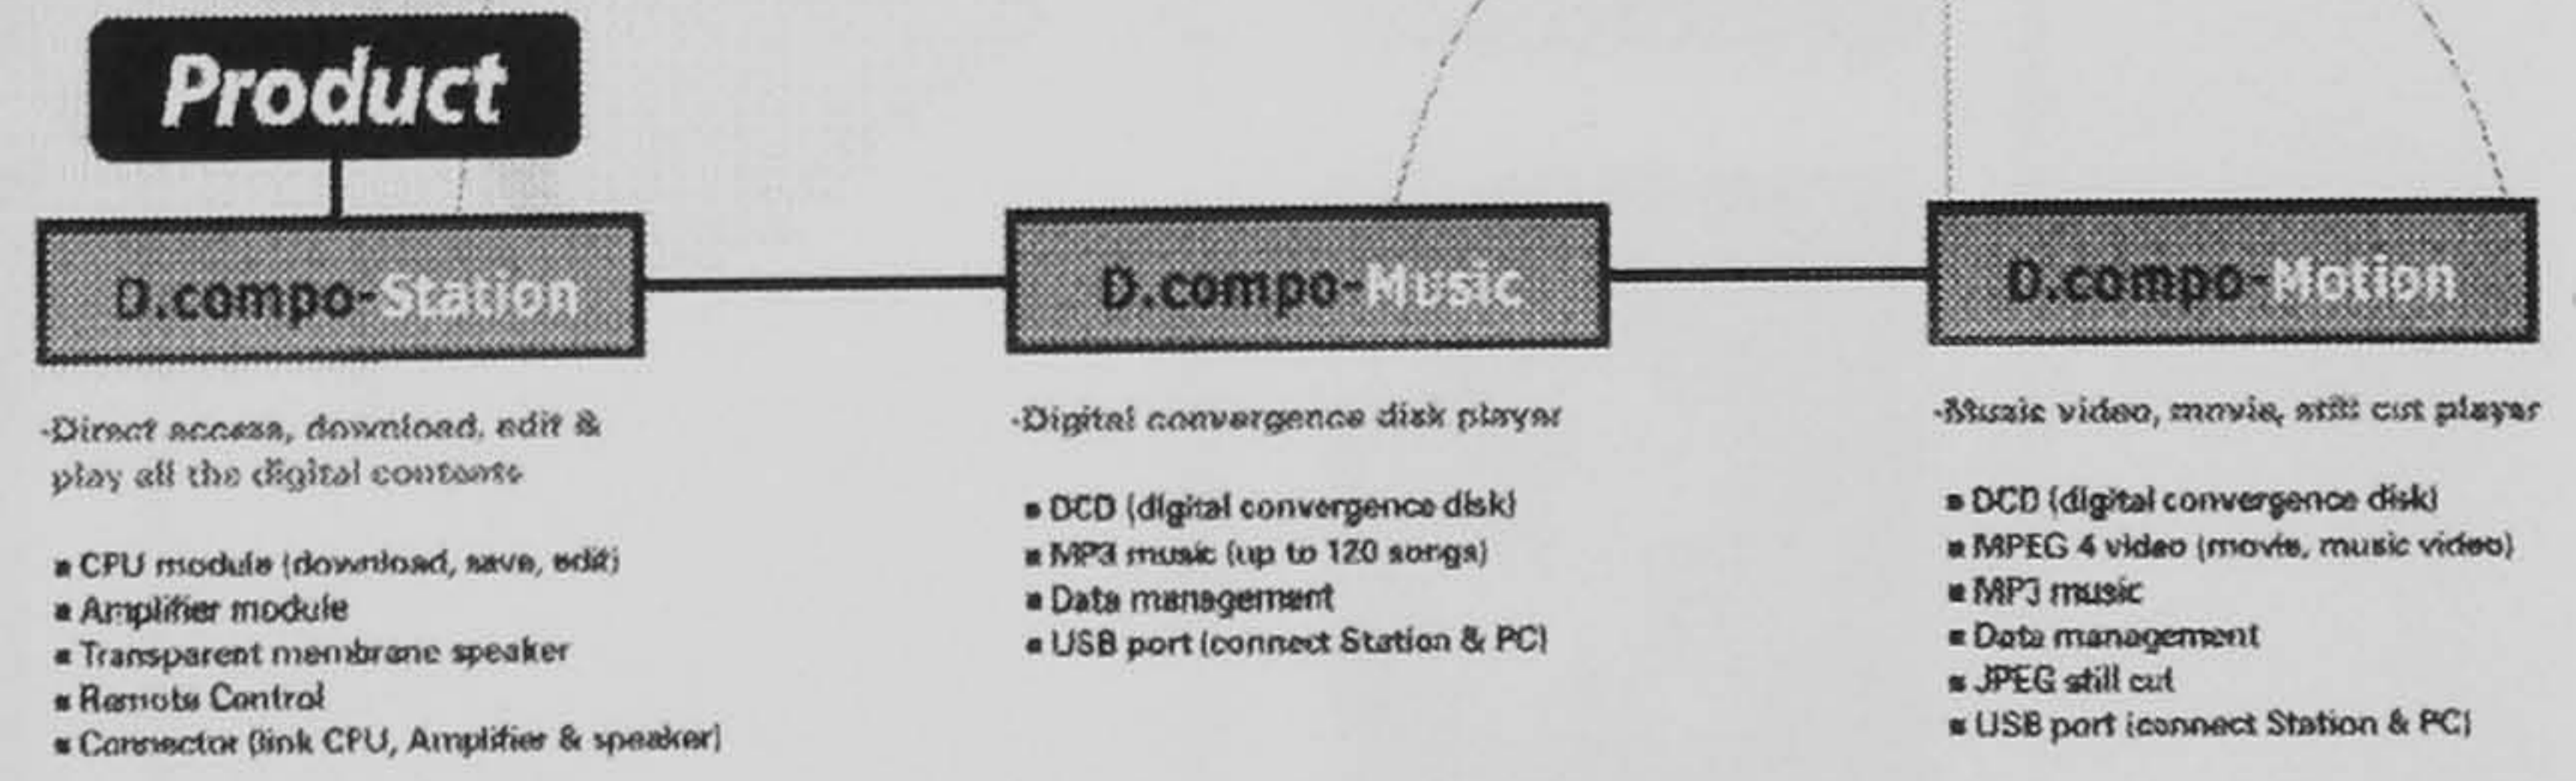 Product
D.compo-Station
-Direct access, download, edit &
play all the digital contents
▪ CPU module (download, save, edit)
▪ Amplifier module
▪ Transparent membrane speaker
▪ Remote Control
▪ Connector (link CPU, Amplifier & speaker)
D.compo-Music
-Digital convergence disk player
▪ DCD (digital convergence disk)
▪ MP3 music (up to 120 songs)
▪ Data management
▪ USB port (connect Station & PC)
D.compo-Motion
-Music video, movie, still cut player
▪ DCD (digital convergence disk)
▪ MPEG 4 video (movie, music video)
▪ MP3 music
▪ Data management
▪ JPEG still cut
▪ USB port (connect Station & PC)